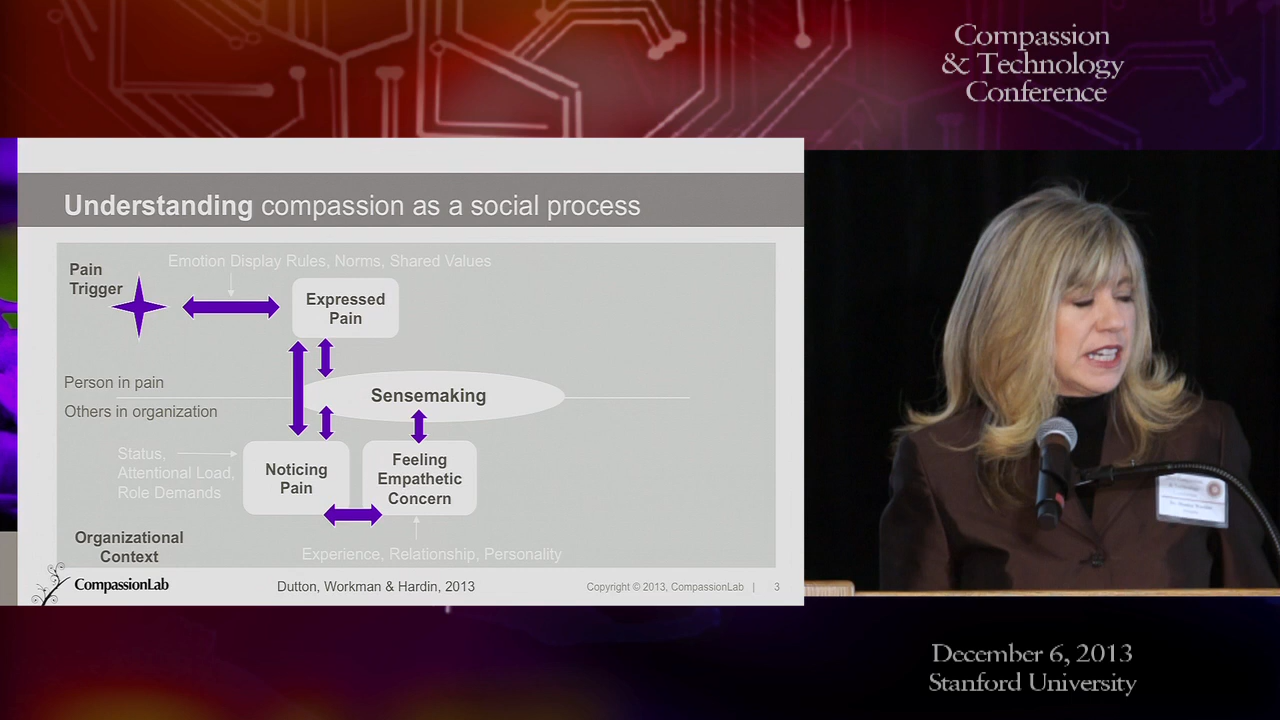 Compassion
& Technology
Conference
Understanding compassion as a social process
Pain
Trigger
Emotion Display Rules, Norms, Shared Values
Expressed
Pain
Person in pain
Others in organization
Sensemaking
Status,
Attentional Load,
Role Demands
Noticing
Pain
Feeling
Empathetic
Concern
Organizational
Context
Experience, Relationship, Personality
CompassionLab
Dutton, Workman & Hardin, 2013
Copyright © 2013, CompassionLab | 3
December 6, 2013
Stanford University